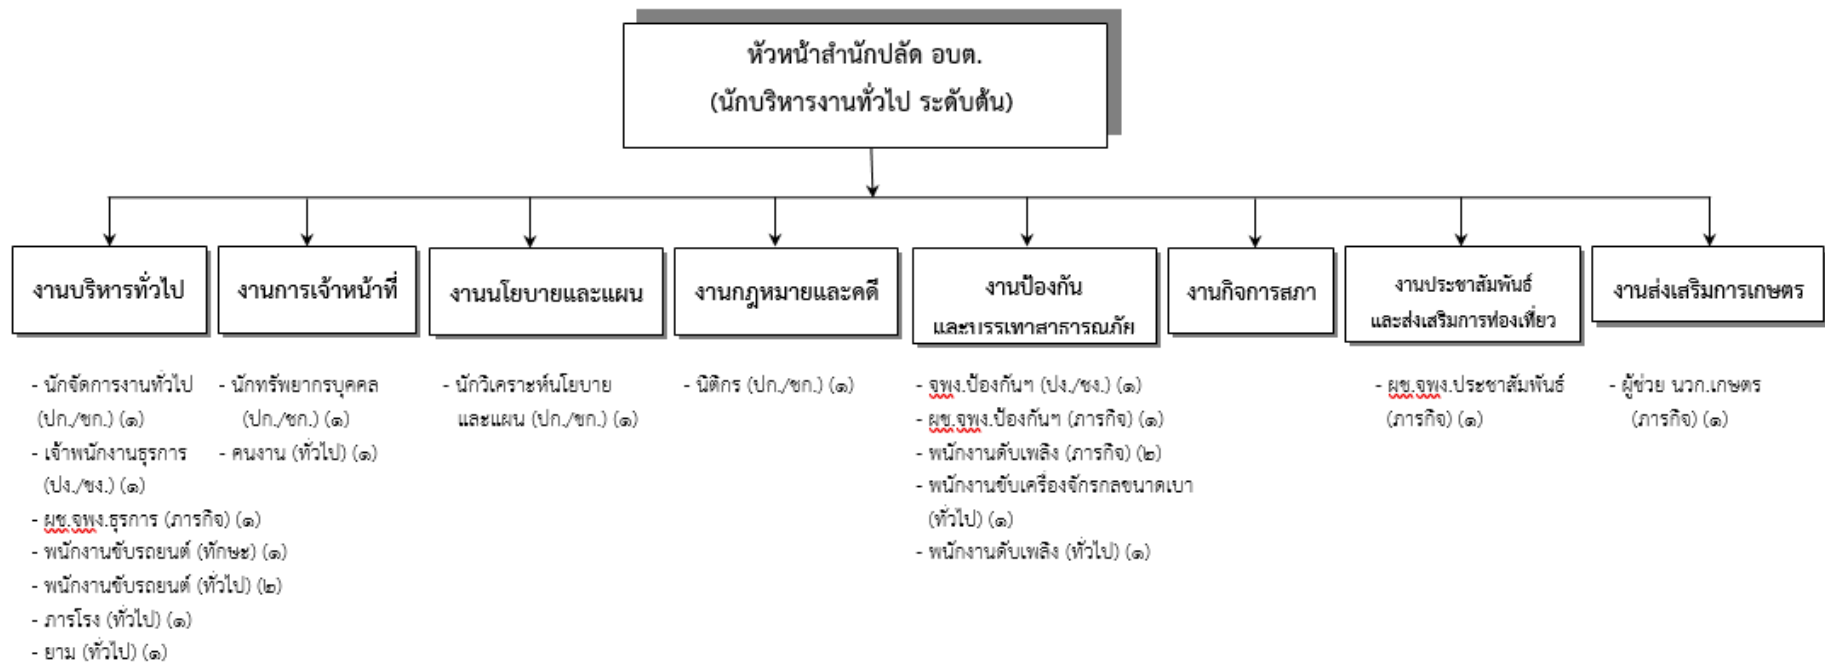 หัวหน้าสำนักปลัด อบต.
(นักบริหารงานทั่วไป ระดับต้น)
งานบริหารทั่วไป
งานการเจ้าหน้าที่
งานนโยบายและแผน
งานกฎหมายและคดี
งานป้องกัน
และบรรเทาสาธารณภัย
งานกิจการสภา
งานประชาสัมพันธ์
และส่งเสริมการท่องเที่ยว
งานส่งเสริมการเกษตร
- นักจัดการงานทั่วไป
(ปก./ชก.) (๑)
- เจ้าพนักงานธุรการ
(ปง./ชง.) (๑)
- ผช.จพง.ธุรการ (ภารกิจ) (๑)
- พนักงานขับรถยนต์ (ทักษะ) (๑)
- พนักงานขับรถยนต์ (ทั่วไป) (๒)
- ภารโรง (ทั่วไป) (๑)
- ยาม (ทั่วไป) (๑)
- นักทรัพยากรบุคคล
(ปก./ชก.) (๑)
- คนงาน (ทั่วไป) (๑)
- นักวิเคราะห์นโยบาย
และแผน (ปก./ชก.) (๑)
- นิติกร (ปก./ชก.) (๑)
- จพง.ป้องกันฯ (ปง./ชง.) (๑)
- ผช.จพง.ป้องกันฯ (ภารกิจ) (๑)
- พนักงานดับเพลิง (ภารกิจ) (๒)
- พนักงานขับเครื่องจักรกลขนาดเบา
(ทั่วไป) (๑)
- พนักงานดับเพลิง (ทั่วไป) (๑)
- ผช.จพง.ประชาสัมพันธ์
(ภารกิจ) (๑)
- ผู้ช่วย นวก.เกษตร
(ภารกิจ) (๑)